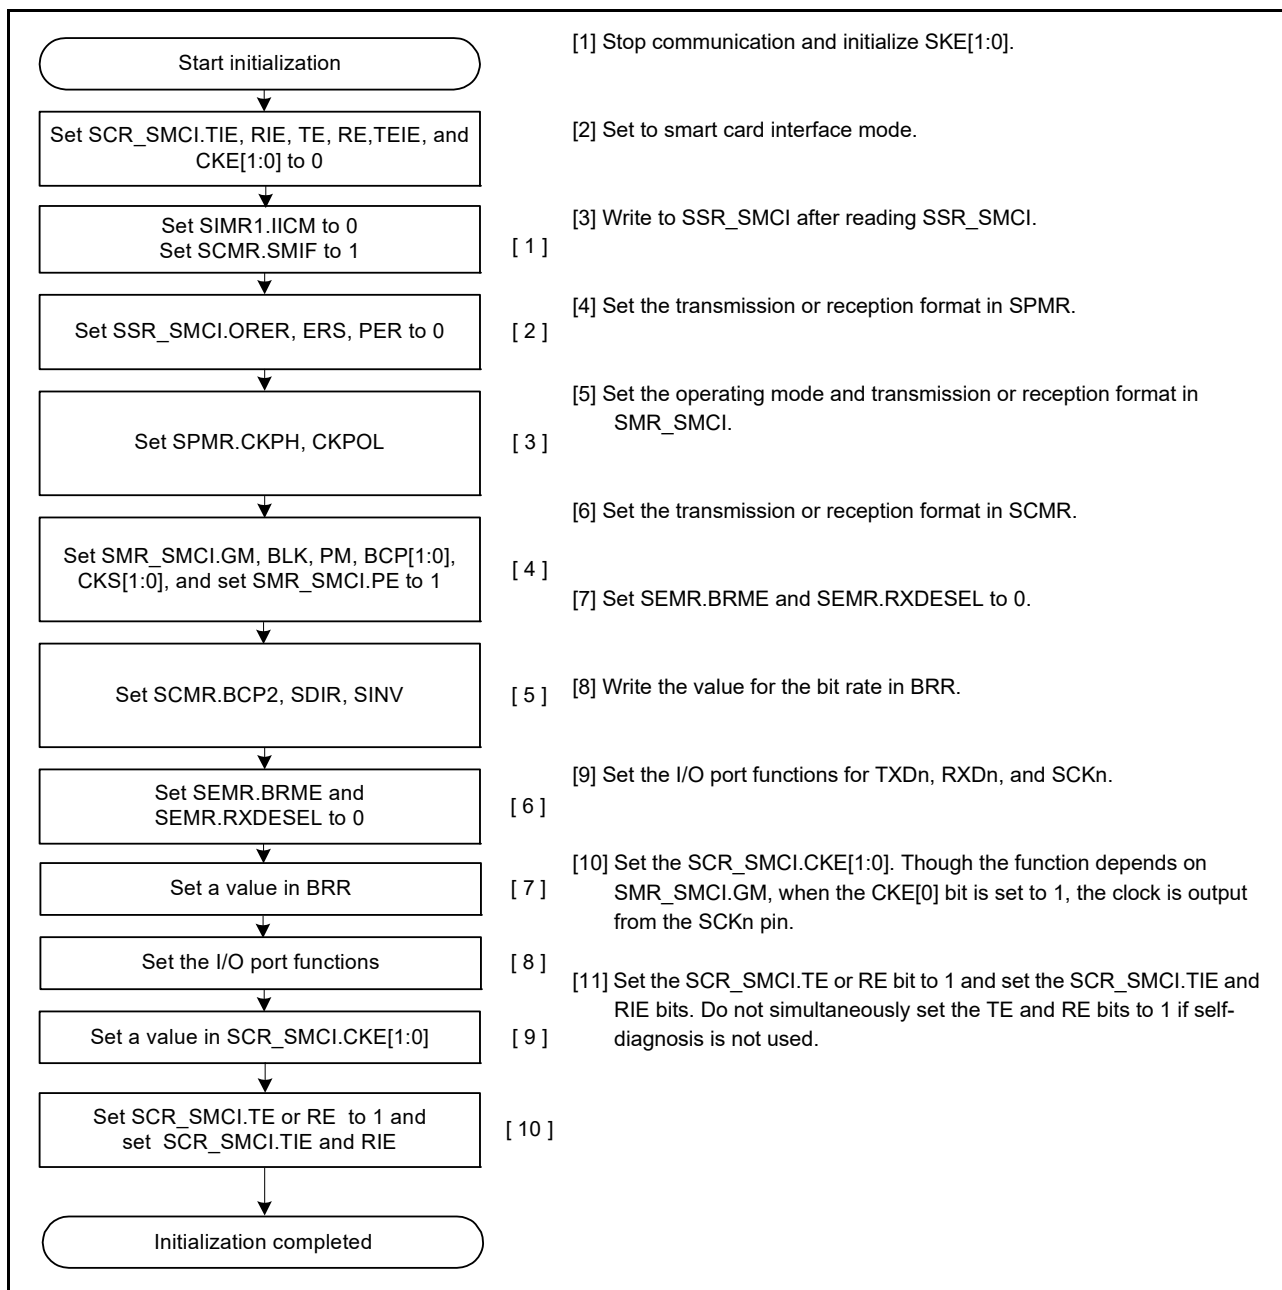 Start initialization
Set SCR_SMCI.TIE, RIE, TE, RE,TEIE, and
CKE[1:0] to 0
Set SIMR1.IICM to 0
Set SCMR.SMIF to 1
[ 1 ]
Set SSR_SMCI.ORER, ERS, PER to 0
[ 2 ]
Set SPMR.CKPH, CKPOL
[ 3 ]
Set SMR_SMCI.GM, BLK, PM, BCP[1:0],
CKS[1:0], and set SMR_SMCI.PE to 1
[ 4 ]
Set SCMR.BCP2, SDIR, SINV
[ 5 ]
Set SEMR.BRME and
SEMR.RXDESEL to 0
[ 6 ]
Set a value in BRR
[ 7 ]
Set the I/O port functions
[ 8 ]
Set a value in SCR_SMCI.CKE[1:0]
[ 9 ]
Set SCR_SMCI.TE or RE to 1 and
set SCR_SMCI.TIE and RIE
[ 10 ]
Initialization completed
[1] Stop communication and initialize SKE[1:0].
[2] Set to smart card interface mode.
[3] Write to SSR_SMCI after reading SSR_SMCI.
[4] Set the transmission or reception format in SPMR.
[5] Set the operating mode and transmission or reception format in
SMR_SMCI.
[6] Set the transmission or reception format in SCMR.
[7] Set SEMR.BRME and SEMR.RXDESEL to 0.
[8] Write the value for the bit rate in BRR.
[9] Set the I/O port functions for TXDn, RXDn, and SCKn.
[10] Set the SCR_SMCI.CKE[1:0]. Though the function depends on
SMR_SMCI.GM, when the CKE[0] bit is set to 1, the clock is output
from the SCKn pin.
[11] Set the SCR_SMCI.TE or RE bit to 1 and set the SCR_SMCI.TIE and
RIE bits. Do not simultaneously set the TE and RE bits to 1 if self-
diagnosis is not used.